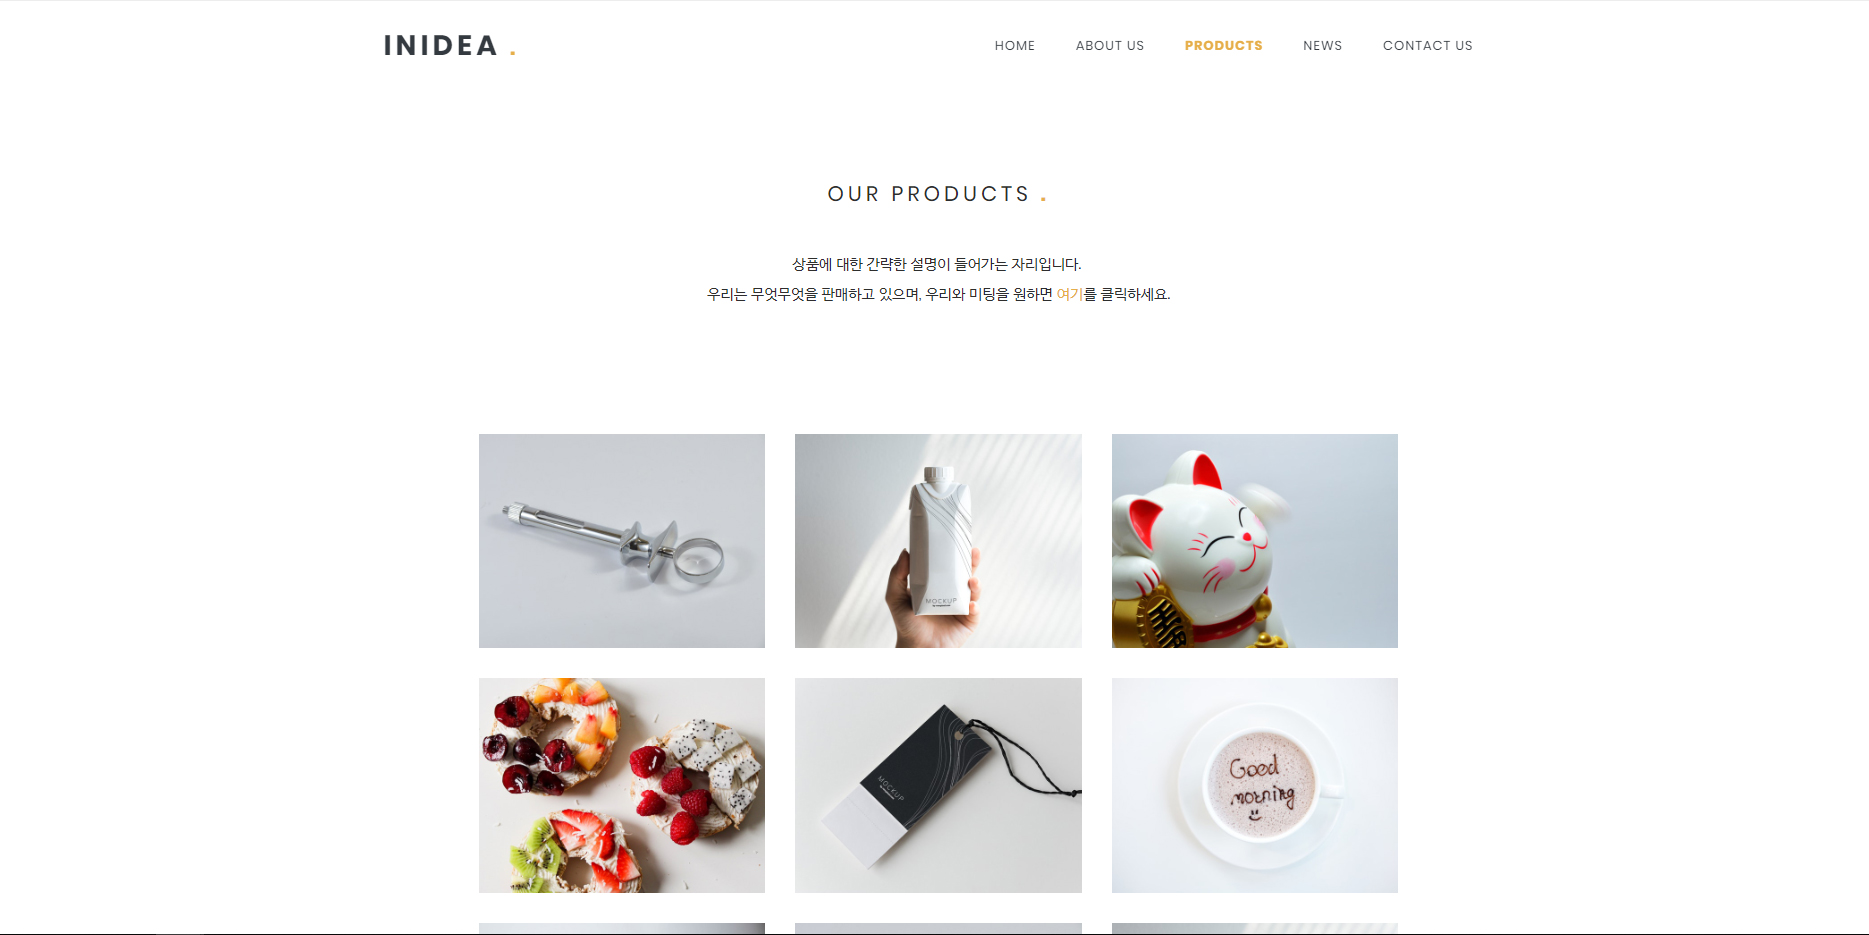 INIDEA .
HOME ABOUT US PRODUCTS NEWS CONTACT US
OUR PRODUCTS .
상품에 대한 간략한 설명이 들어가는 자리입니다.
우리는 무엇무엇을 판매하고 있으며, 우리와 미팅을 원하면 여기를 클릭하세요.
MOCKUP
MOCKUP
Good
morning